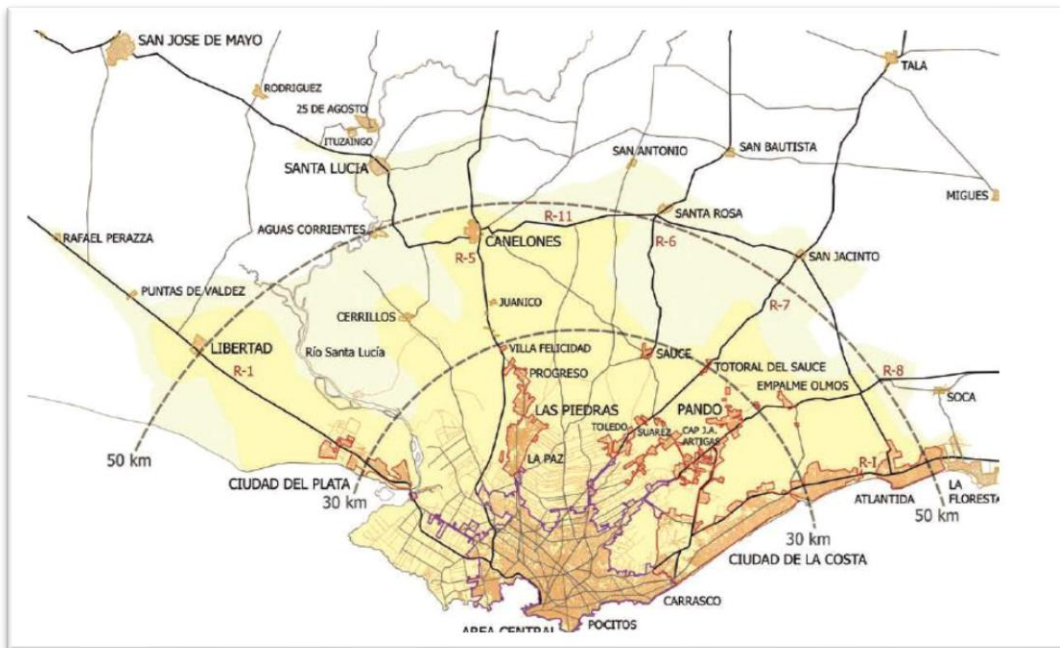 SAN JOSE DE MAYO
TALA
RODRIGUEZ
25 DE AGOSTO
ITUZAINGO
SANTA LUCIA
SAN ANTONIO
SAN BAUTISTA
MIGUES
SANTA ROSA
R-11
AGUAS CORRIENTES
RAFAEL PERAZZA
CANELONES
R-6
R-5
SAN JACINTO
PUNTAS DE VALDEZ
JUANICO
R-7
CERRILLOS
LIBERTAD
Río Santa Lucía
VILLA FELICIDAD
SAUCE
R-1
PROGRESO
TOTORAL DEL SAUCE
R-8
EMPALME OLMOS
SOCA
LAS PIEDRAS
PANDO
TOLEDO
SUAREZ
CAP J.A.
ARTIGAS
50 km
LA PAZ
R-I
CIUDAD DEL PLATA
30 km
ATLANTIDA
LA
FLORESTA
50 km
30 km
CIUDAD DE LA COSTA
CARRASCO
POCITOS
AREA CENTRAL